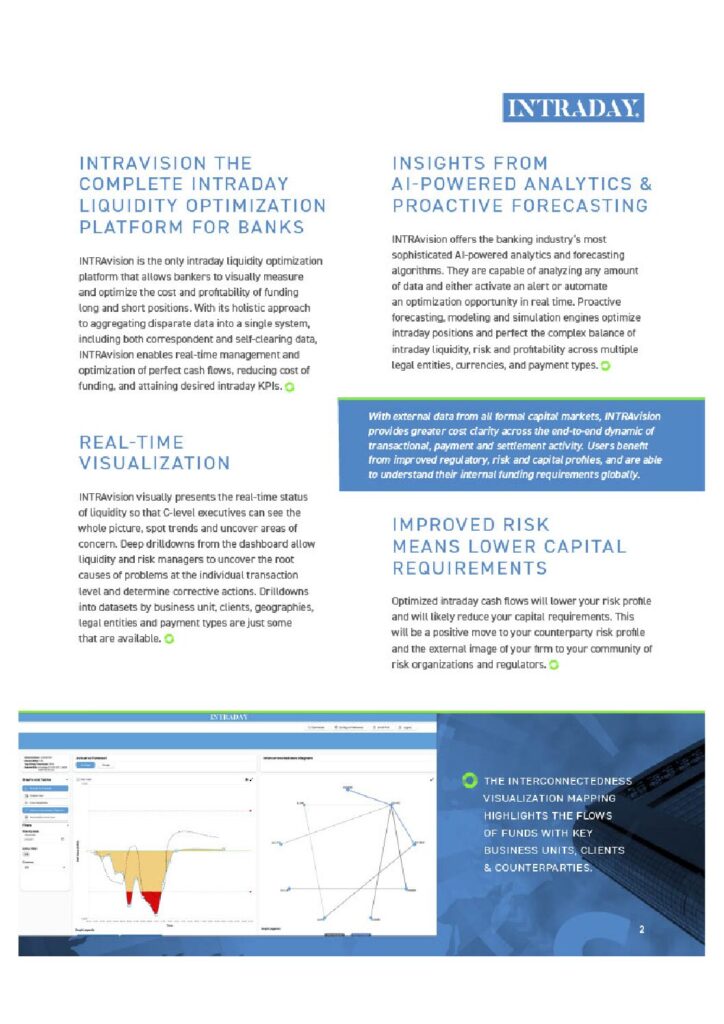 INTRADAY®
INTRAVISION THE
COMPLETE INTRADAY
LIQUIDITY OPTIMIZATION
PLATFORM FOR BANKS
INTRAvision is the only intraday liquidity optimization
platform that allows bankers to visually measure
and optimize the cost and profitability of funding
long and short positions. With its holistic approach
to aggregating disparate data into a single system,
including both correspondent and self-clearing data,
INTRAvision enables real-time management and
optimization of perfect cash flows, reducing cost of
funding, and attaining desired intraday KPIs.
REAL-TIME
VISUALIZATION
INTRAvision visually presents the real-time status
of liquidity so that C-level executives can see the
whole picture, spot trends and uncover areas of
concern. Deep drilldowns from the dashboard allow
liquidity and risk managers to uncover the root
causes of problems at the individual transaction
level and determine corrective actions. Drilldowns
into datasets by business unit, clients, geographies,
legal entities and payment types are just some
that are available.
INSIGHTS FROM
AI-POWERED ANALYTICS &
PROACTIVE FORECASTING
INTRAvision offers the banking industry's most
sophisticated AI-powered analytics and forecasting
algorithms. They are capable of analyzing any amount
of data and either activate an alert or automate
an optimization opportunity in real time. Proactive
forecasting, modeling and simulation engines optimize
intraday positions and perfect the complex balance of
intraday liquidity, risk and profitability across multiple
legal entities, currencies, and payment types.
With external data from all formal capital markets, INTRAvision
provides greater cost clarity across the end-to-end dynamic of
transactional, payment and settlement activity. Users benefit
from improved regulatory, risk and capital profiles, and are able
to understand their internal funding requirements globally.
IMPROVED RISK
MEANS LOWER CAPITAL
REQUIREMENTS
Optimized intraday cash flows will lower your risk profile
and will likely reduce your capital requirements. This
will be a positive move to your counterparty risk profile
and the external image of your firm to your community of
risk organizations and regulators.
INTRADAY
THE INTERCONNECTEDNESS
VISUALIZATION MAPPING
HIGHLIGHTS THE FLOWS
OF FUNDS WITH KEY
BUSINESS UNITS, CLIENTS
& COUNTERPARTIES.
2